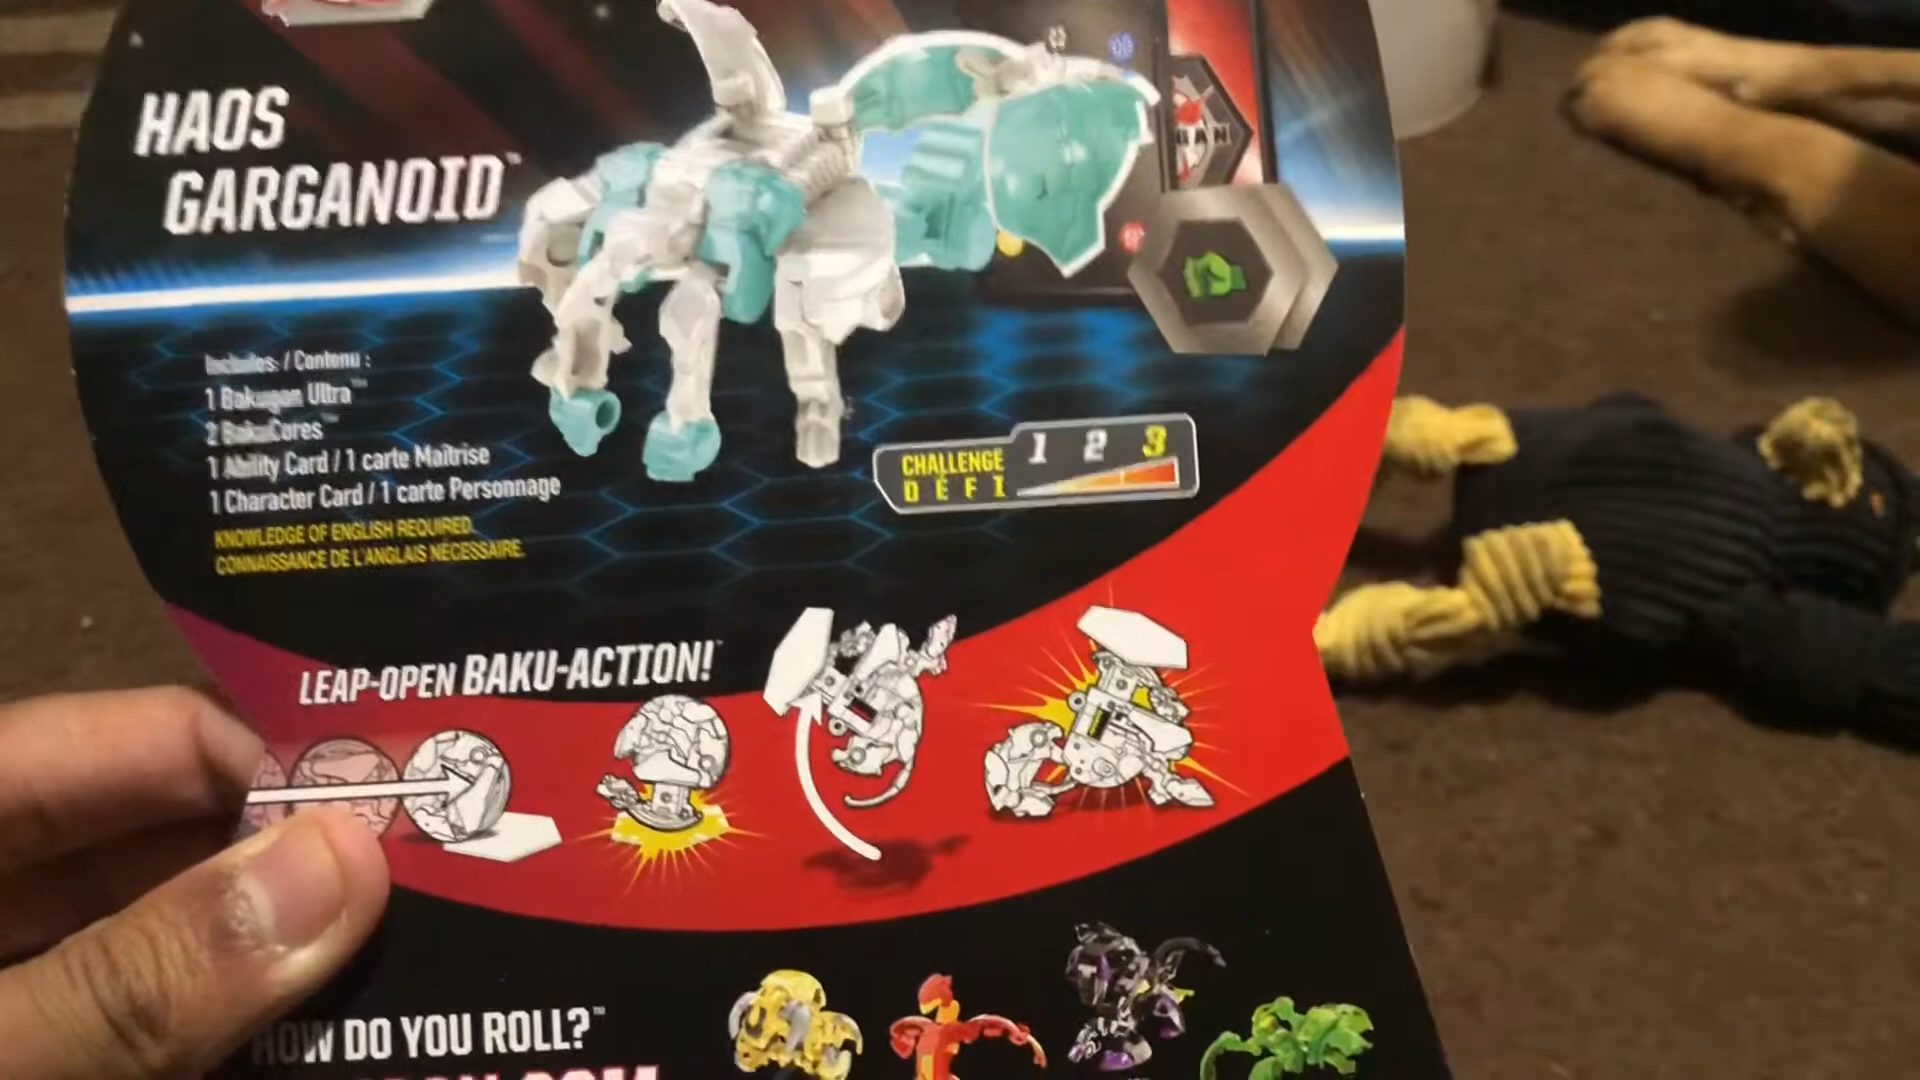 HAOS
GARGANOID™
Includes: / Contenu :
1 Bakugan Ultra™
2 BakuCores™
1 Ability Card / 1 carte Maîtrise
1 Character Card / 1 carte Personnage
KNOWLEDGE OF ENGLISH REQUIRED.
CONNAISSANCE DE L'ANGLAIS NÉCESSAIRE.
CHALLENGE 1 2 3
DÉFI
LEAP-OPEN BAKU-ACTION!™
HOW DO YOU ROLL?™